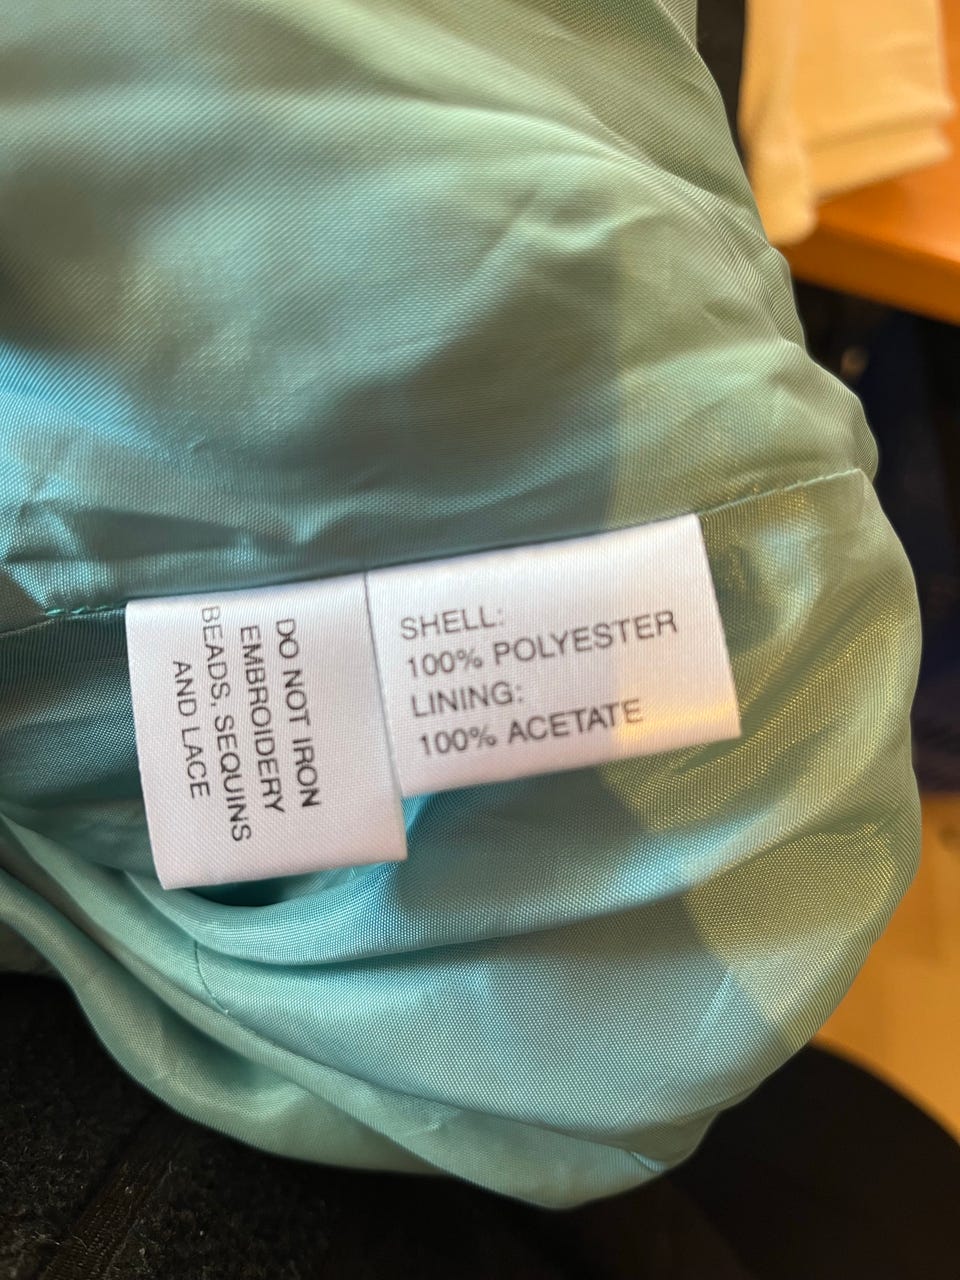 DO NOT IRON
EMBROIDERY
BEADS, SEQUINS
AND LACE
SHELL:
100% POLYESTER
LINING:
100% ACETATE